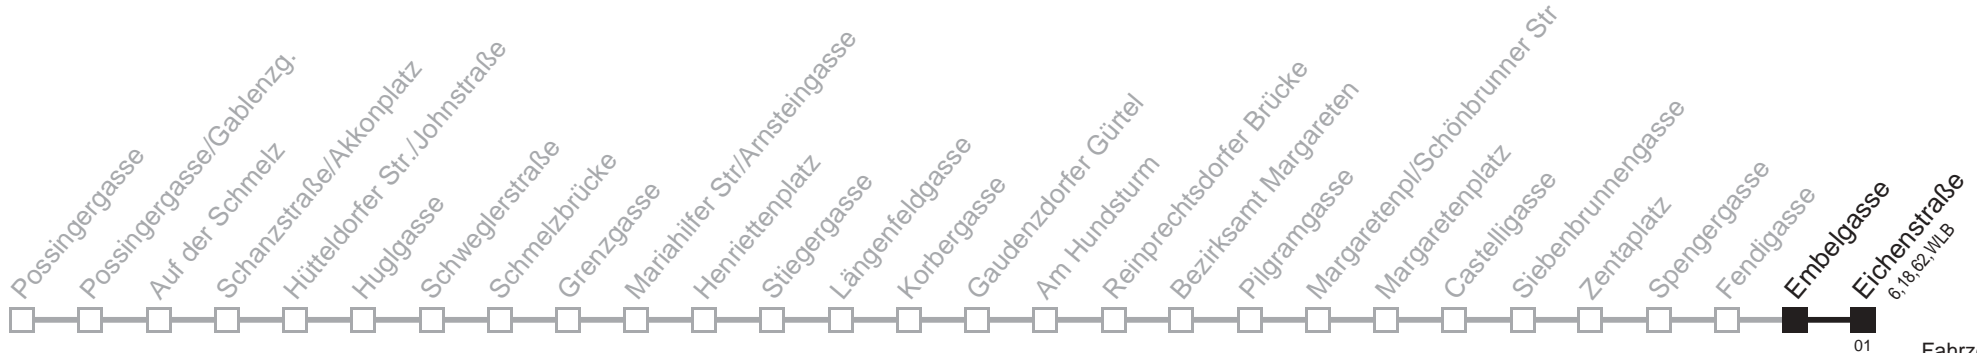 Possingergasse
Possingergasse/Gablenzg.
Auf der Schmelz
Schanzstraße/Akkonplatz
Hütteldorfer Str./Johnstraße
Huglgasse
Schweglerstraße
Schmelzbrücke
Grenzgasse
Mariahilfer Str/Arnsteingasse
Henriettenplatz
Stiegergasse
Längenfeldgasse
Korbergasse
Gaudenzdorfer Gürtel
Am Hundsturm
Reinprechtsdorfer Brücke
Bezirksamt Margareten
Pilgramgasse
Margaretenpl/Schönbrunner Str
Margaretenplatz
Castelligasse
Siebenbrunnengasse
Zentaplatz
Spengergasse
Fendigasse
Embelgasse
Eichenstraße
6,18,62,WLB
01